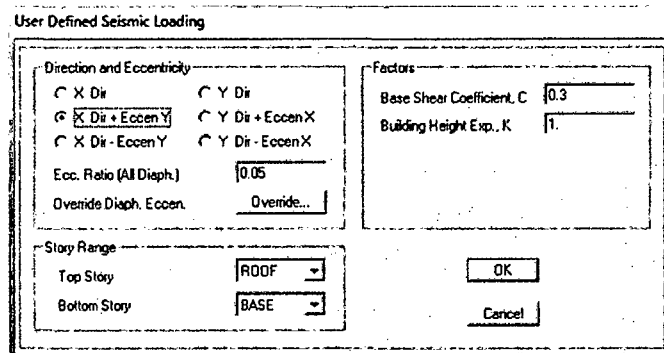 User Defined Seismic Loading
Direction and Eccentricity
X Dir
Y Dir
X Dir + Eccen Y
Y Dir + Eccen X
X Dir - Eccen Y
Y Dir - Eccen X
Ecc. Ratio (All Diaph.)
0.05
Override Diaph. Eccen.
Override...
Factors
Base Shear Coefficient, C
0.3
Building Height Exp., K
1.
Story Range
Top Story
ROOF
Bottom Story
BASE
OK
Cancel